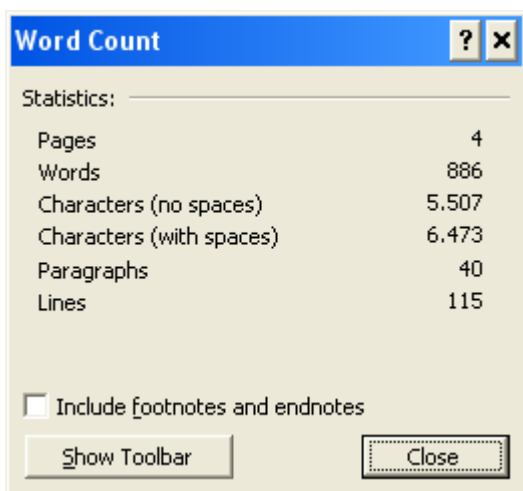 Word Count
Statistics:
Pages 4
Words 886
Characters (no spaces) 5.507
Characters (with spaces) 6.473
Paragraphs 40
Lines 115
Include footnotes and endnotes
Show Toolbar Close